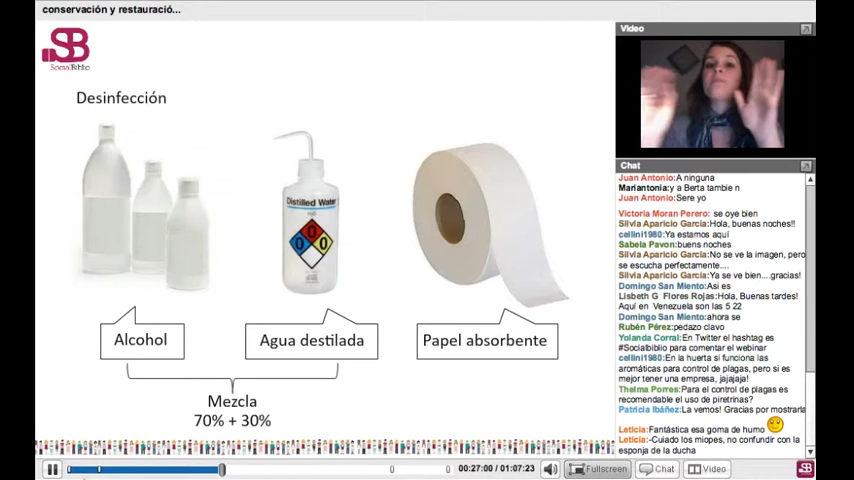 conservación y restauració...
SB
SocialBiblio
Desinfección
Distilled Water
0
0
0
Alcohol
Agua destilada
Papel absorbente
Mezcla
70% + 30%
Video
Chat
Juan Antonio:A ninguna
Mariantonia:y a Berta tambie n
Juan Antonio:Sere yo
Victoria Moran Perero: se oye bien
Silvia Aparicio García:Hola, buenas noches!!
cellini1980:Ya estamos aquí
Sabela Pavon:buens noches
Silvia Aparicio García:No se ve la imagen, pero
se escucha perfectamente....
Silvia Aparicio García:Ya se ve bien....gracias!
Domingo San Miento:Asi es
Lisbeth G Flores Rojas:Hola, Buenas tardes!
Aquí en Venezuela son las 5 22
Domingo San Miento:ahora se
Rubén Pérez:pedazo clavo
Yolanda Corral:En Twitter el hashtag es
#Socialbiblio para comentar el webinar
cellini1980:En la huerta si funciona las
aromáticas para control de plagas, pero si es
mejor tener una empresa, jajajaja!
Thelma Porres:Para el control de plagas es
recomendable el uso de piretrinas?
Patricia Ibáñez:La vemos! Gracias por mostrarla
Leticia:Fantástica esa goma de humo
Leticia:-Cuiado los miopes, no confundir con la
esponja de la ducha
00:27:00 / 01:07:23
Fullscreen
Chat
Video
SB